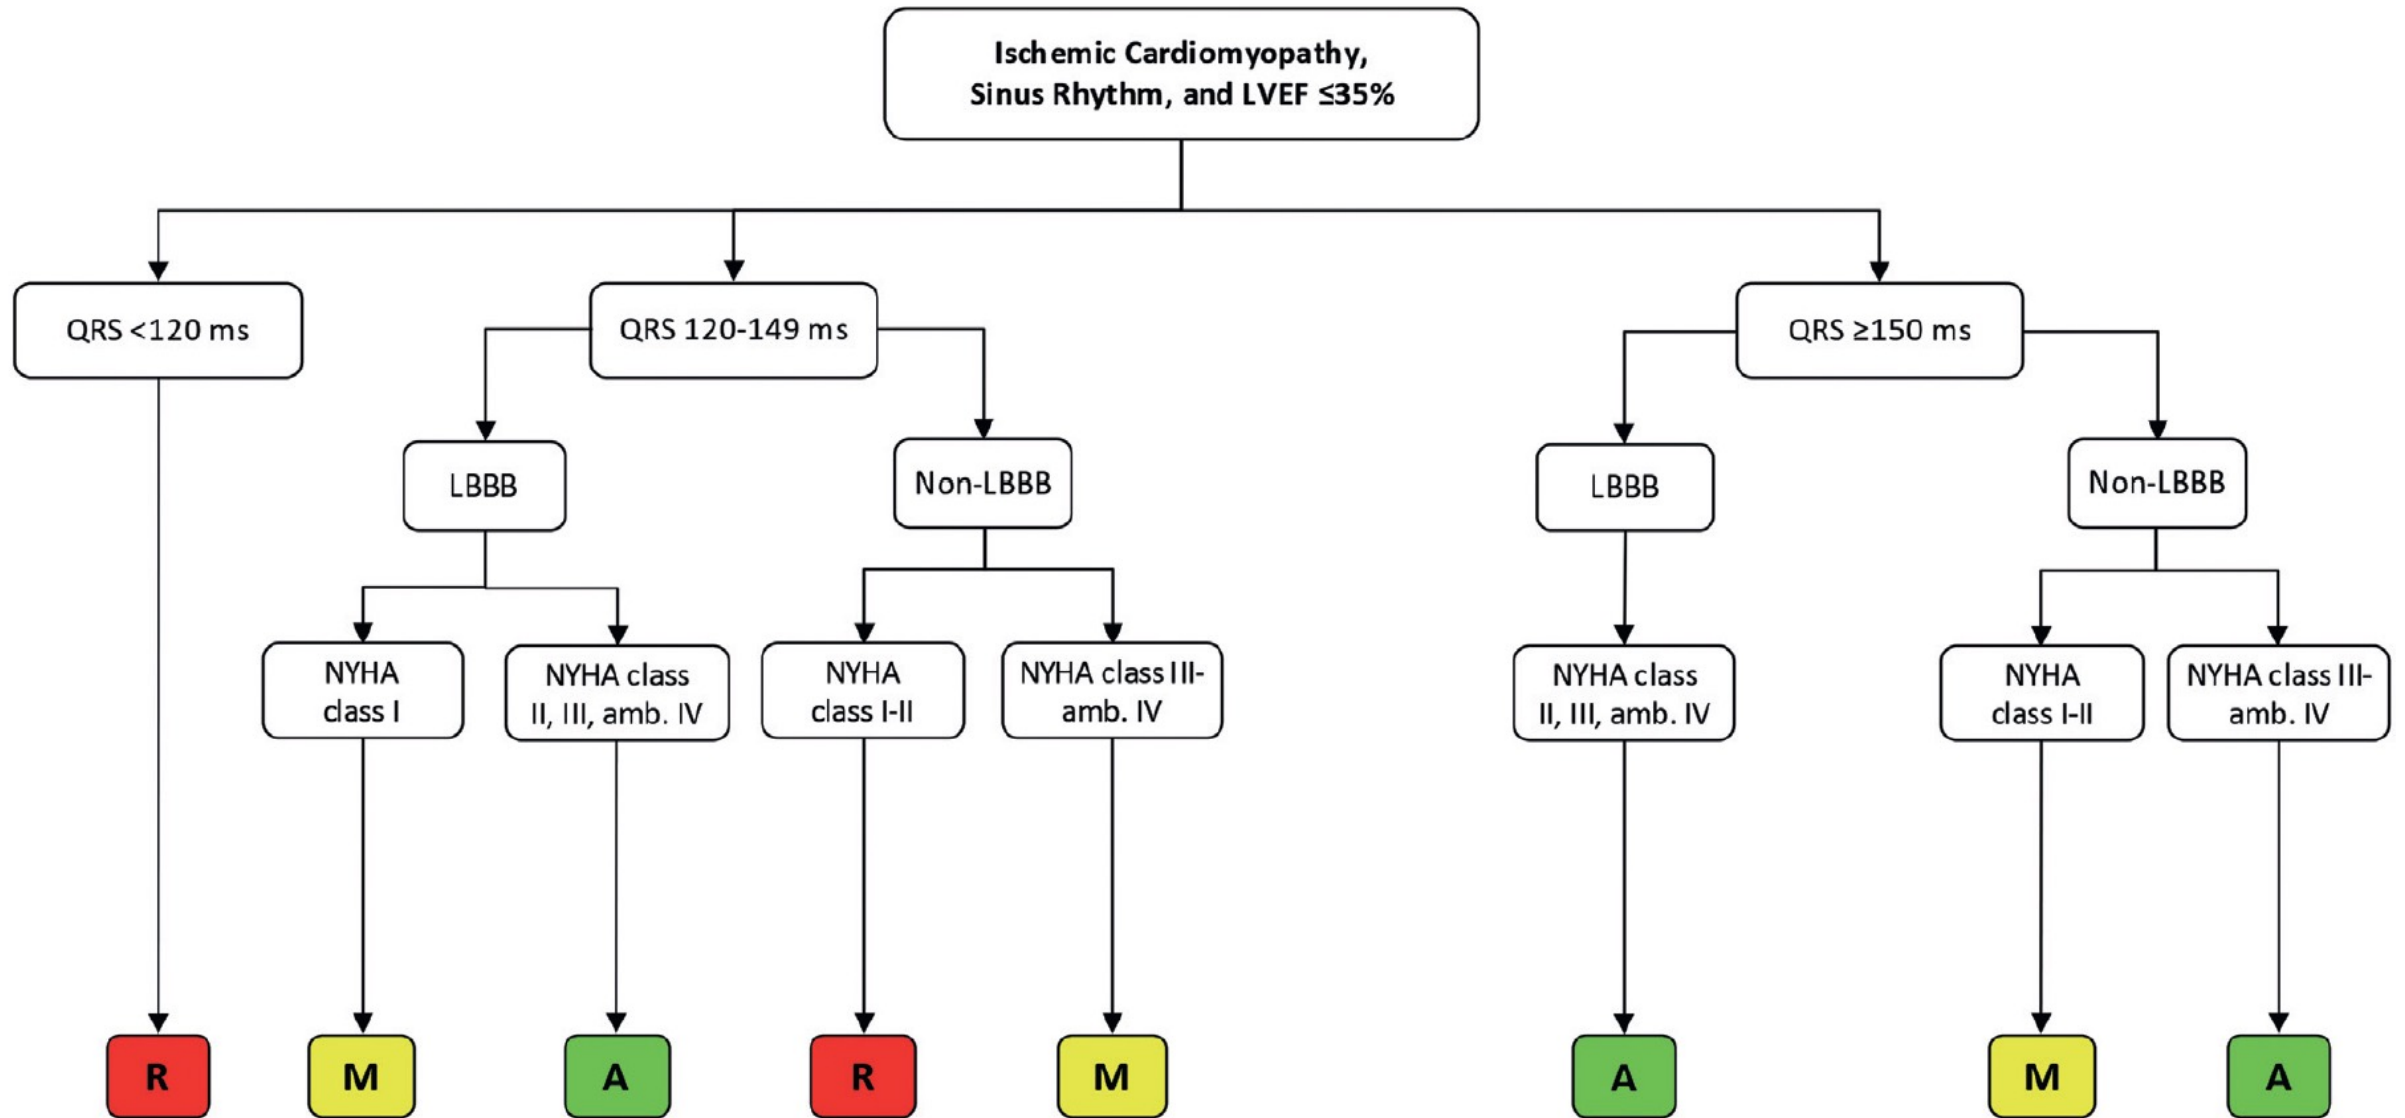 Ischemic Cardiomyopathy,
Sinus Rhythm, and LVEF ≤35%
QRS <120 ms
QRS 120-149 ms
QRS ≥150 ms
LBBB
Non-LBBB
LBBB
Non-LBBB
NYHA
class I
NYHA class
II, III, amb. IV
NYHA
class I-II
NYHA class III-
amb. IV
NYHA class
II, III, amb. IV
NYHA
class I-II
NYHA class III-
amb. IV
R
M
A
R
M
A
M
A